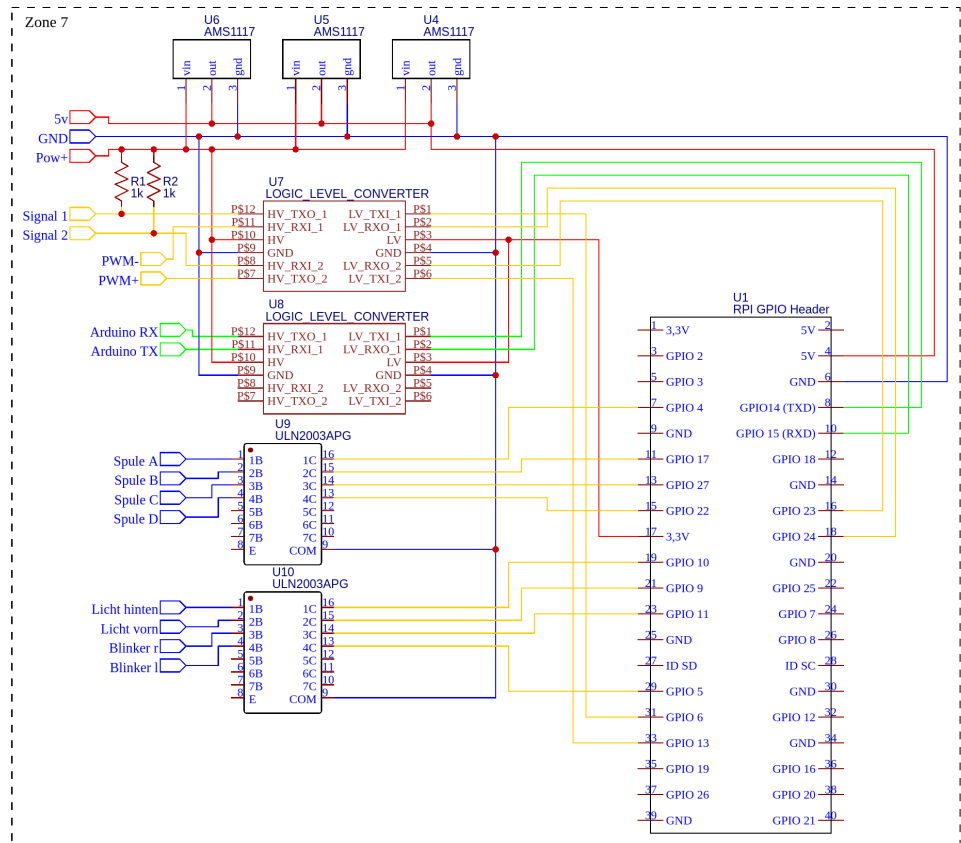 Zone 7
U6
AMS1117
U5
AMS1117
U4
AMS1117
vin
out
gnd
vin
out
gnd
vin
out
gnd
1
2
3
1
2
3
1
2
3
5v
GND
Pow+
R1
1k
R2
1k
Signal 1
Signal 2
PWM-
PWM+
U7
LOGIC_LEVEL_CONVERTER
P$12 HV_TXO_1 LV_TXI_1 P$1
P$11 HV_RXI_1 LV_RXO_1 P$2
P$10 HV LV P$3
P$9 GND GND P$4
P$8 HV_RXI_2 LV_RXO_2 P$5
P$7 HV_TXO_2 LV_TXI_2 P$6
Arduino RX
Arduino TX
U8
LOGIC_LEVEL_CONVERTER
P$12 HV_TXO_1 LV_TXI_1 P$1
P$11 HV_RXI_1 LV_RXO_1 P$2
P$10 HV LV P$3
P$9 GND GND P$4
P$8 HV_RXI_2 LV_RXO_2 P$5
P$7 HV_TXO_2 LV_TXI_2 P$6
Spule A
Spule B
Spule C
Spule D
U9
ULN2003APG
1 1B 1C 16
2 2B 2C 15
3 3B 3C 14
4 4B 4C 13
5 5B 5C 12
6 6B 6C 11
7 7B 7C 10
8 E COM 9
Licht hinten
Licht vorn
Blinker r
Blinker l
U10
ULN2003APG
1 1B 1C 16
2 2B 2C 15
3 3B 3C 14
4 4B 4C 13
5 5B 5C 12
6 6B 6C 11
7 7B 7C 10
8 E COM 9
U1
RPI GPIO Header
1 3,3V 5V 2
3 GPIO 2 5V 4
5 GPIO 3 GND 6
7 GPIO 4 GPIO14 (TXD) 8
9 GND GPIO 15 (RXD) 10
11 GPIO 17 GPIO 18 12
13 GPIO 27 GND 14
15 GPIO 22 GPIO 23 16
17 3,3V GPIO 24 18
19 GPIO 10 GND 20
21 GPIO 9 GPIO 25 22
23 GPIO 11 GPIO 7 24
25 GND GPIO 8 26
27 ID SD ID SC 28
29 GPIO 5 GND 30
31 GPIO 6 GPIO 12 32
33 GPIO 13 GND 34
35 GPIO 19 GPIO 16 36
37 GPIO 26 GPIO 20 38
39 GND GPIO 21 40